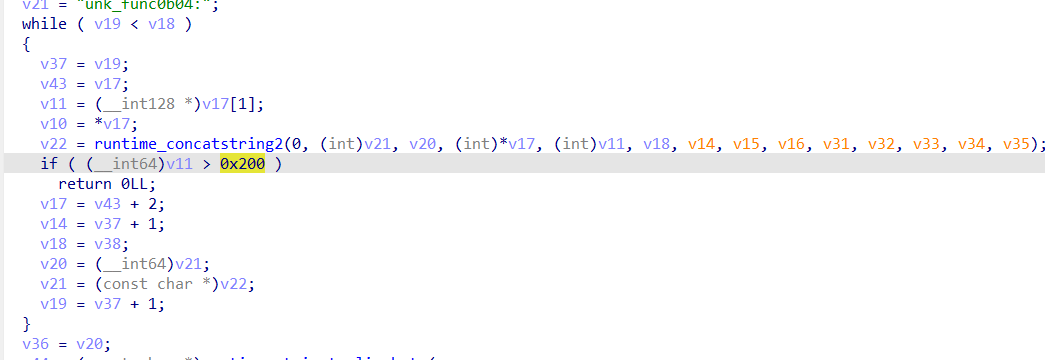 v21 = "unk_func0b04:";
while ( v19 < v18 )
{
v37 = v19;
v43 = v17;
v11 = (__int128 *)v17[1];
v10 = *v17;
v22 = runtime_concatstring2(0, (int)v21, v20, (int)*v17, (int)v11, v18, v14, v15, v16, v31, v32, v33, v34, v35);
if ( (__int64)v11 > 0x200 )
return 0LL;
v17 = v43 + 2;
v14 = v37 + 1;
v18 = v38;
v20 = (__int64)v21;
v21 = (const char *)v22;
v19 = v37 + 1;
}
v36 = v20;